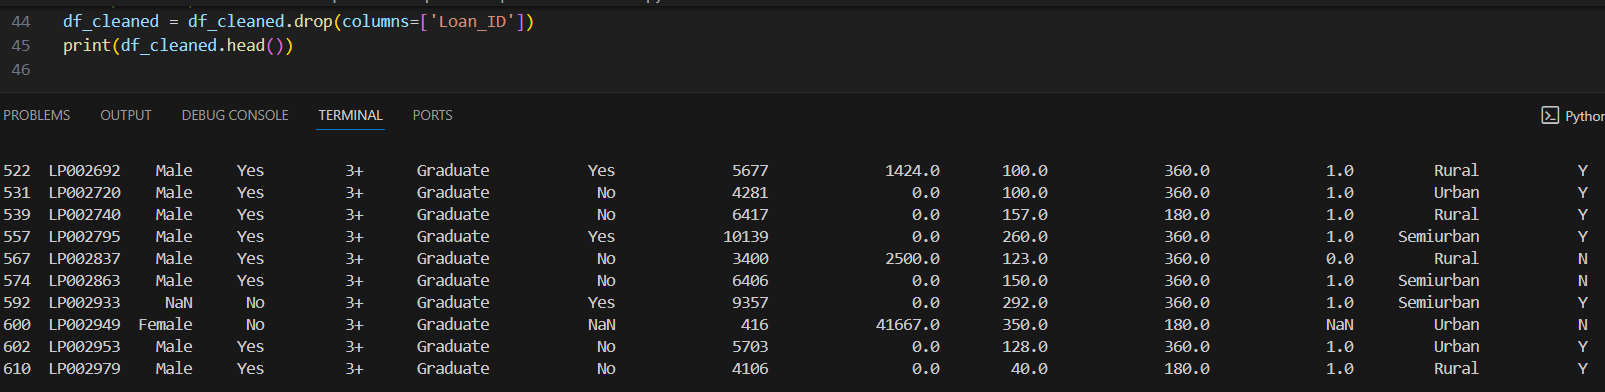 44 df_cleaned = df_cleaned.drop(columns=['Loan_ID'])
45 print(df_cleaned.head())
46
PROBLEMS OUTPUT DEBUG CONSOLE TERMINAL PORTS Python
522 LP002692 Male Yes 3+ Graduate Yes 5677 1424.0 100.0 360.0 1.0 Rural Y
531 LP002720 Male Yes 3+ Graduate No 4281 0.0 100.0 360.0 1.0 Urban Y
539 LP002740 Male Yes 3+ Graduate No 6417 0.0 157.0 180.0 1.0 Rural Y
557 LP002795 Male Yes 3+ Graduate Yes 10139 0.0 260.0 360.0 1.0 Semiurban Y
567 LP002837 Male Yes 3+ Graduate No 3400 2500.0 123.0 360.0 0.0 Rural N
574 LP002863 Male Yes 3+ Graduate No 6406 0.0 150.0 360.0 1.0 Semiurban N
592 LP002933 NaN No 3+ Graduate Yes 9357 0.0 292.0 360.0 1.0 Semiurban Y
600 LP002949 Female No 3+ Graduate NaN 416 41667.0 350.0 180.0 NaN Urban N
602 LP002953 Male Yes 3+ Graduate No 5703 0.0 128.0 360.0 1.0 Urban Y
610 LP002979 Male Yes 3+ Graduate No 4106 0.0 40.0 180.0 1.0 Rural Y